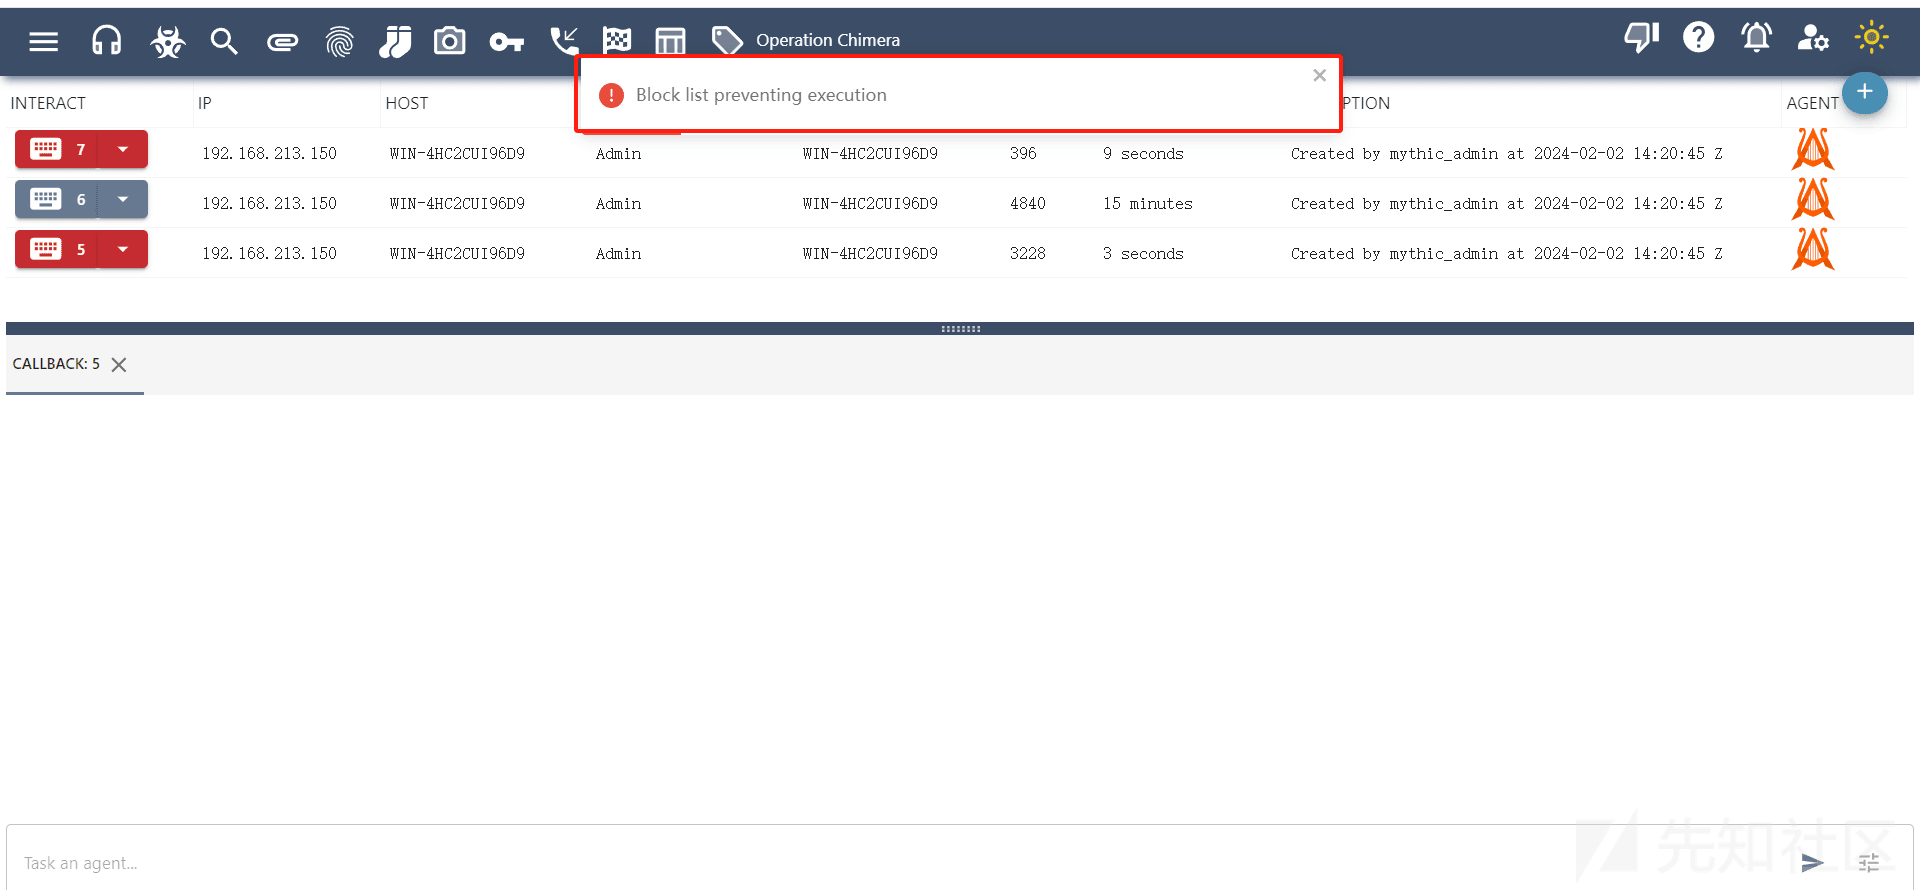 Operation Chimera
Block list preventing execution
INTERACT IP HOST PTION AGENT
7 192.168.213.150 WIN-4HC2CUI96D9 Admin WIN-4HC2CUI96D9 396 9 seconds Created by mythic_admin at 2024-02-02 14:20:45 Z
6 192.168.213.150 WIN-4HC2CUI96D9 Admin WIN-4HC2CUI96D9 4840 15 minutes Created by mythic_admin at 2024-02-02 14:20:45 Z
5 192.168.213.150 WIN-4HC2CUI96D9 Admin WIN-4HC2CUI96D9 3228 3 seconds Created by mythic_admin at 2024-02-02 14:20:45 Z
CALLBACK: 5
Task an agent...
先知社区